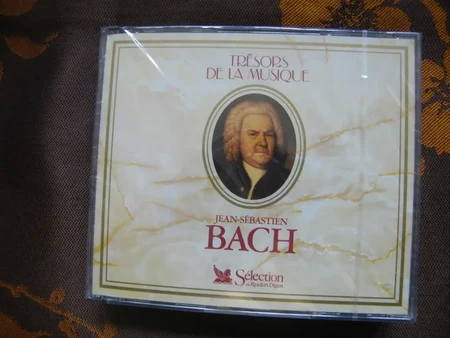 TRÉSORS
DE LA MUSIQUE
JEAN-SÉBASTIEN
BACH
Sélection
du Reader's Digest